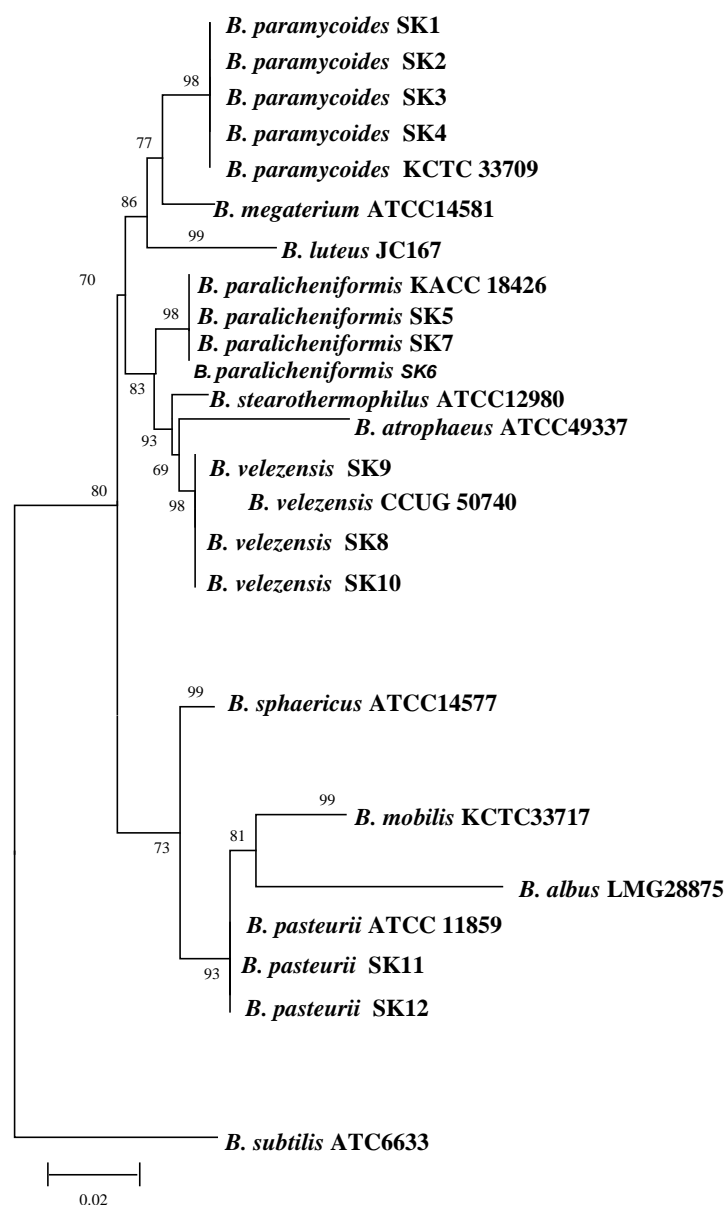 B. paramycoides SK1
B. paramycoides SK2
98
B. paramycoides SK3
B. paramycoides SK4
77
B. paramycoides KCTC 33709
86
B. megaterium ATCC14581
99
B. luteus JC167
70
B. paralicheniformis KACC 18426
98
B. paralicheniformis SK5
B. paralicheniformis SK7
B. paralicheniformis SK6
83
B. stearothermophilus ATCC12980
93
B. atrophaeus ATCC49337
69
B. velezensis SK9
80
98
B. velezensis CCUG 50740
B. velezensis SK8
B. velezensis SK10
99
B. sphaericus ATCC14577
99
B. mobilis KCTC33717
73
81
B. albus LMG28875
B. pasteurii ATCC 11859
93
B. pasteurii SK11
B. pasteurii SK12
B. subtilis ATC6633
0.02